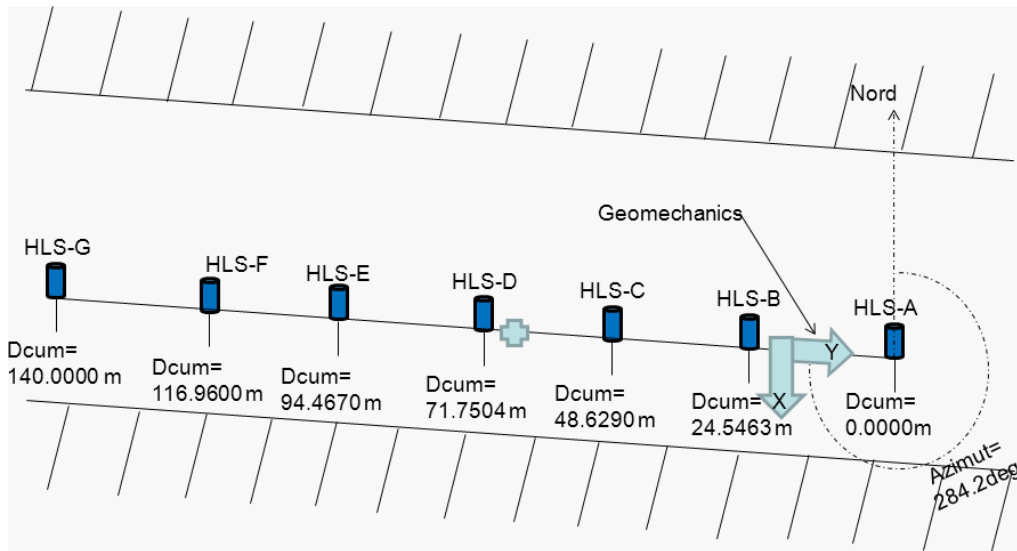 Nord
Geomechanics
HLS-G
HLS-F
HLS-E
HLS-D
HLS-C
HLS-B
HLS-A
Y
X
Dcum=
140.0000 m
Dcum=
116.9600 m
Dcum=
94.4670 m
Dcum=
71.7504 m
Dcum=
48.6290 m
Dcum=
24.5463 m
Dcum=
0.0000m
Azimut=
284.2deg